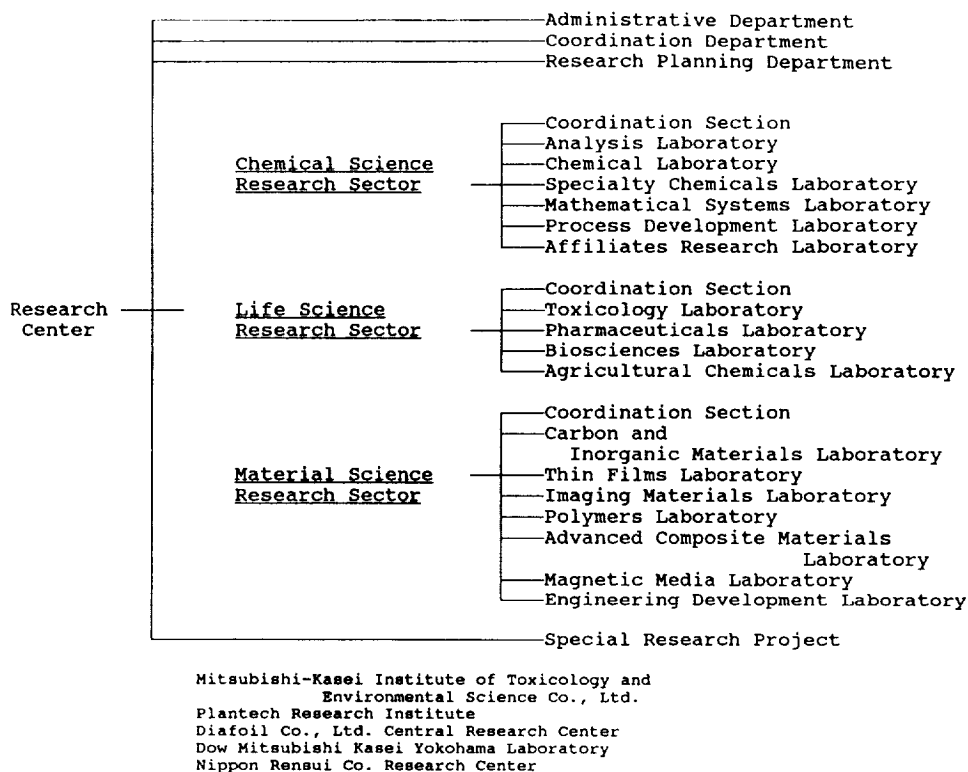 Administrative Department
Coordination Department
Research Planning Department
Coordination Section
Analysis Laboratory
Chemical Science
Chemical Laboratory
Research Sector
Specialty Chemicals Laboratory
Mathematical Systems Laboratory
Process Development Laboratory
Affiliates Research Laboratory
Coordination Section
Research
Center
Life Science
Toxicology Laboratory
Research Sector
Pharmaceuticals Laboratory
Biosciences Laboratory
Agricultural Chemicals Laboratory
Coordination Section
Carbon and
Inorganic Materials Laboratory
Material Science
Thin Films Laboratory
Research Sector
Imaging Materials Laboratory
Polymers Laboratory
Advanced Composite Materials
Laboratory
Magnetic Media Laboratory
Engineering Development Laboratory
Special Research Project
Mitsubishi-Kasei Institute of Toxicology and
Environmental Science Co., Ltd.
Plantech Research Institute
Diafoil Co., Ltd. Central Research Center
Dow Mitsubishi Kasei Yokohama Laboratory
Nippon Rensui Co. Research Center